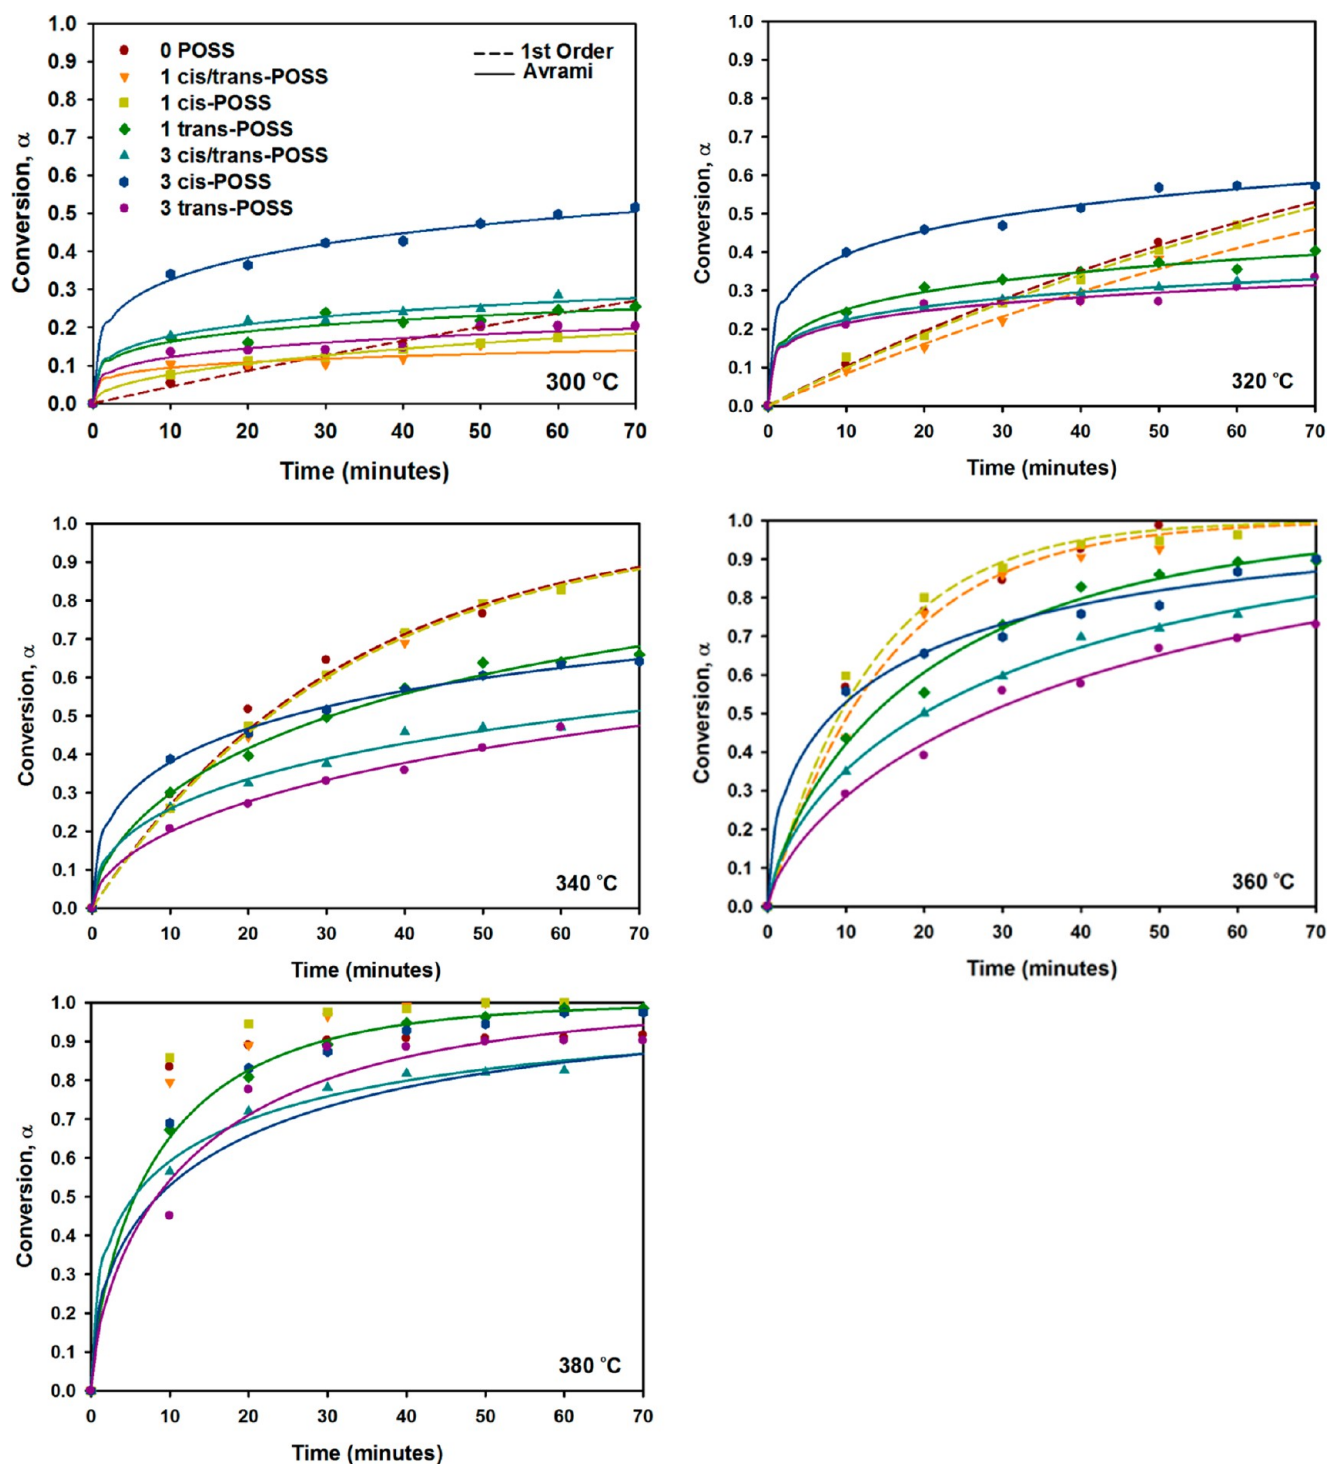 1.0
0.9
0.8
0.7
0.6
0.5
0.4
0.3
0.2
0.1
0.0
Conversion, α
0 POSS
1 cis/trans-POSS
1 cis-POSS
1 trans-POSS
3 cis/trans-POSS
3 cis-POSS
3 trans-POSS
1st Order
Avrami
300 °C
0 10 20 30 40 50 60 70
Time (minutes)
1.0
0.9
0.8
0.7
0.6
0.5
0.4
0.3
0.2
0.1
0.0
Conversion, α
320 °C
0 10 20 30 40 50 60 70
Time (minutes)
1.0
0.9
0.8
0.7
0.6
0.5
0.4
0.3
0.2
0.1
0.0
Conversion, α
340 °C
0 10 20 30 40 50 60 70
Time (minutes)
1.0
0.9
0.8
0.7
0.6
0.5
0.4
0.3
0.2
0.1
0.0
Conversion, α
360 °C
0 10 20 30 40 50 60 70
Time (minutes)
1.0
0.9
0.8
0.7
0.6
0.5
0.4
0.3
0.2
0.1
0.0
Conversion, α
380 °C
0 10 20 30 40 50 60 70
Time (minutes)